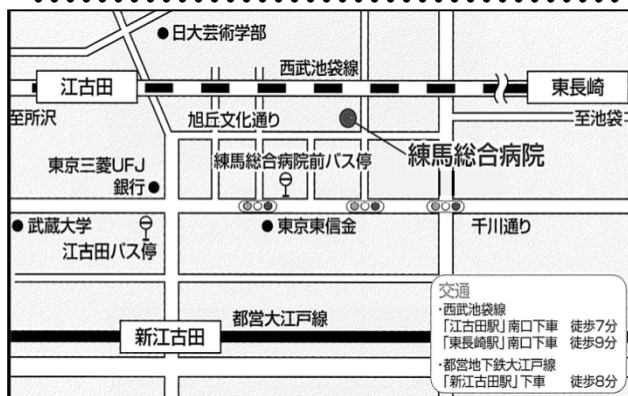 日大芸術学部
西武池袋線
江古田
東長崎
至所沢
旭丘文化通り
至池袋
練馬総合病院
東京三菱UFJ
銀行
練馬総合病院前バス停
武蔵大学
江古田バス停
東京東信金
千川通り
都営大江戸線
新江古田
交通
・西武池袋線
「江古田駅」南口下車 徒歩7分
「東長崎駅」南口下車 徒歩9分
・都営地下鉄大江戸線
「新江古田駅」下車 徒歩8分